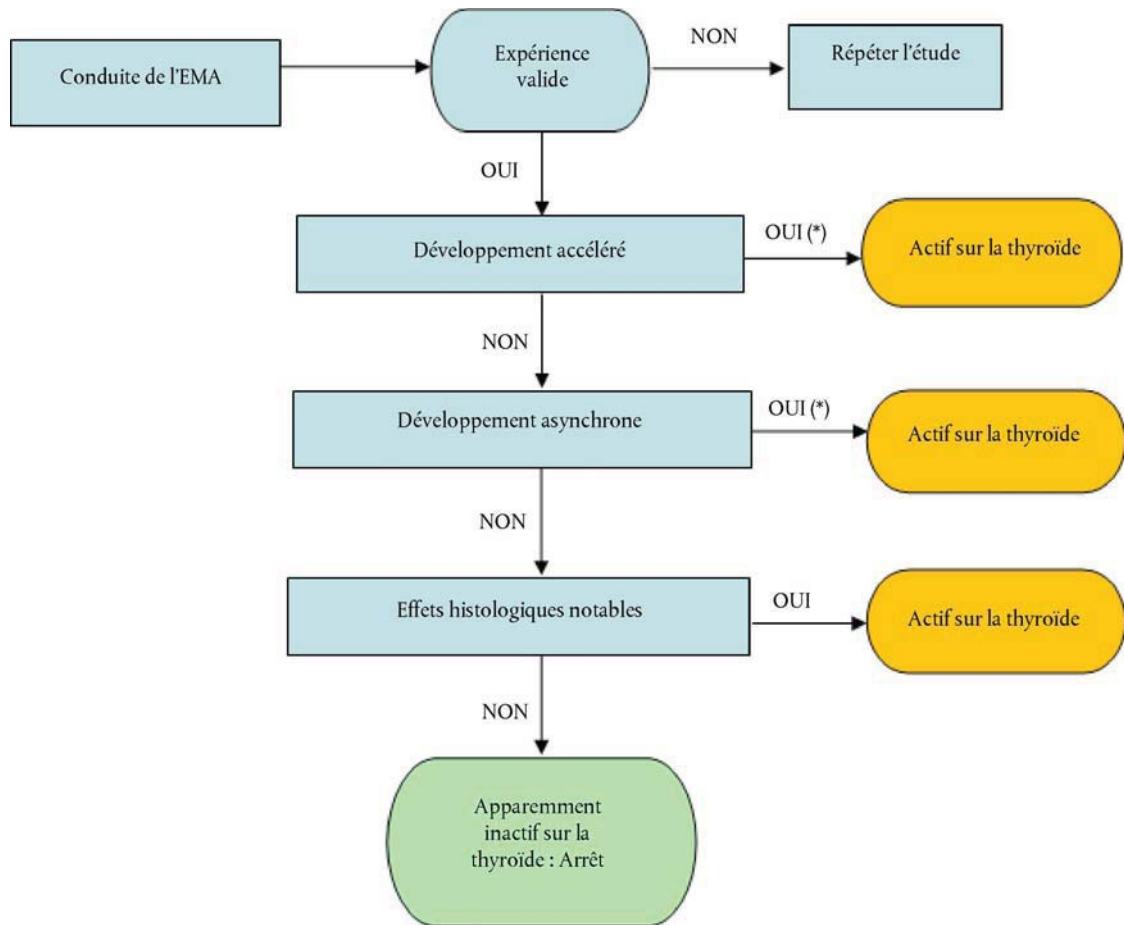 Conduite de l'EMA
Expérience
valide
NON
Répéter l'étude
OUI
Développement accéléré
OUI (*)
Actif sur la thyroïde
NON
Développement asynchrone
OUI (*)
Actif sur la thyroïde
NON
Effets histologiques notables
OUI
Actif sur la thyroïde
NON
Apparemment
inactif sur la
thyroïde : Arrêt